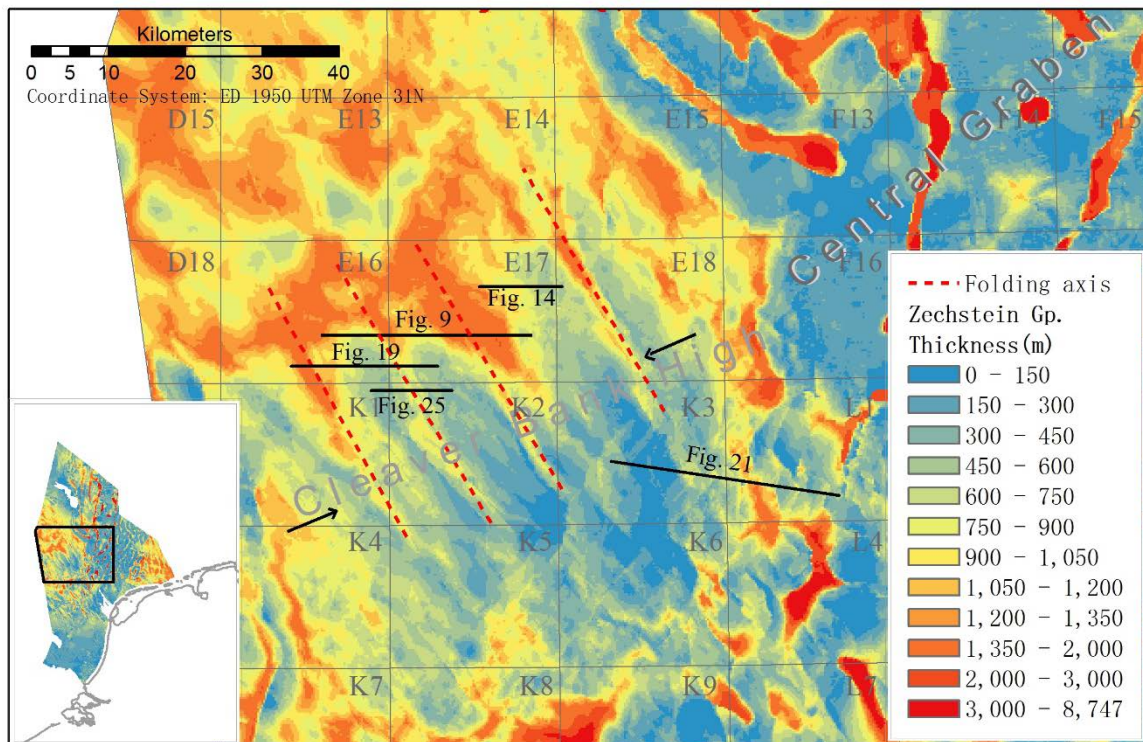 Kilometers
0 5 10 20 30 40
Coordinate System: ED 1950 UTM Zone 31N
D15 E13 E14 E15 F13 F14 F15
Central Graben
D18 E16 E17 E18 F16
Fig. 14
Fig. 9
Fig. 19
Fig. 25
Cleaver Bank High
K1 K2 K3 L1
Fig. 21
K4 K5 K6 L4
K7 K8 K9 L7
Folding axis
Zechstein Gp.
Thickness(m)
0 - 150
150 - 300
300 - 450
450 - 600
600 - 750
750 - 900
900 - 1,050
1,050 - 1,200
1,200 - 1,350
1,350 - 2,000
2,000 - 3,000
3,000 - 8,747